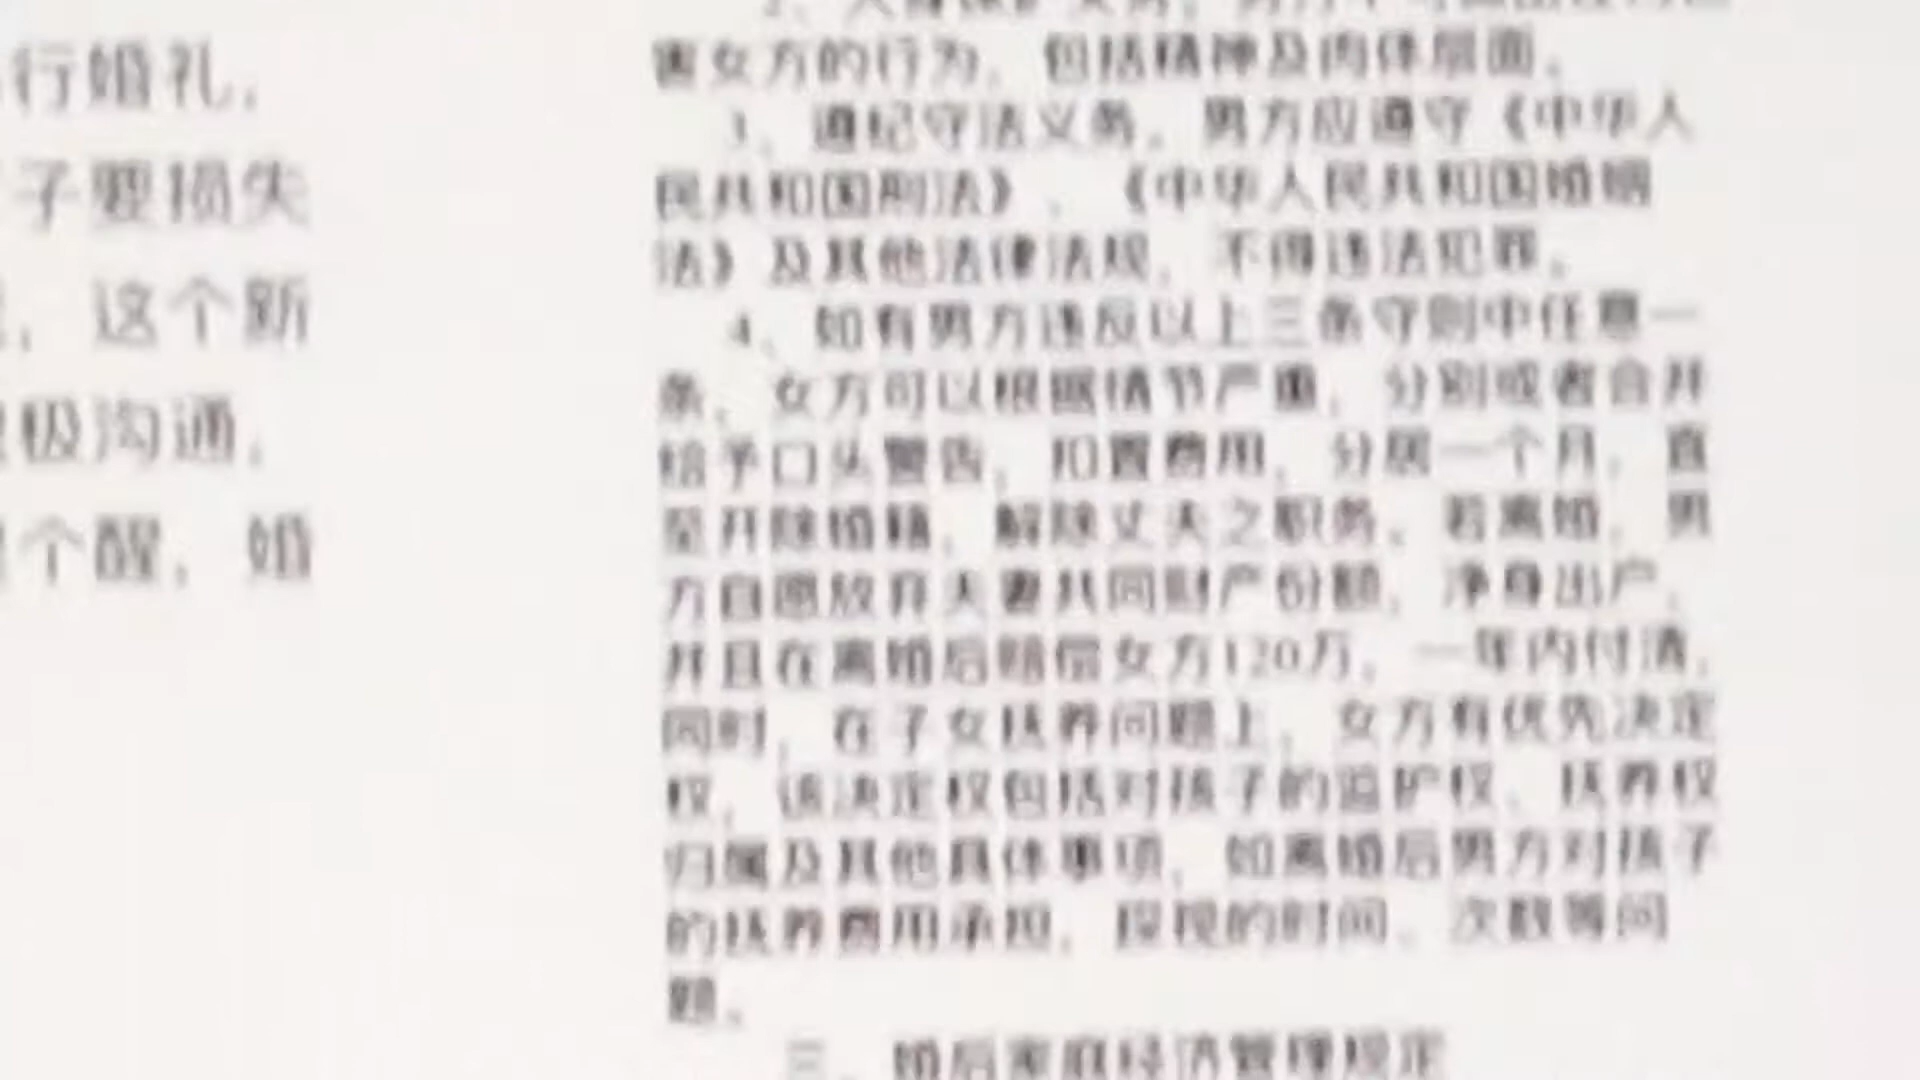 行婚礼，
子要损失
，这个新
极沟通，
个醒，婚
害女方的行为，包括精神及肉体层面。
3、遵纪守法义务，男方应遵守《中华人
民共和国刑法》、《中华人民共和国婚姻
法》及其他法律法规，不得违法犯罪。
4、如有男方违反以上三条守则中任意一
条，女方可以根据情节严重，分别或者合并
给予口头警告，扣置费用，分居一个月，直
至开除婚籍，解除丈夫之职务。若离婚，男
方自愿放弃夫妻共同财产份额，净身出户，
并且在离婚后赔偿女方120万，一年内付清，
同时，在子女抚养问题上，女方有优先决定
权，该决定权包括对孩子的监护权、抚养权
归属及其他具体事项，如离婚后男方对孩子
的抚养费用承担，探视的时间、次数等问
题。
三、婚后家庭经济管理规定